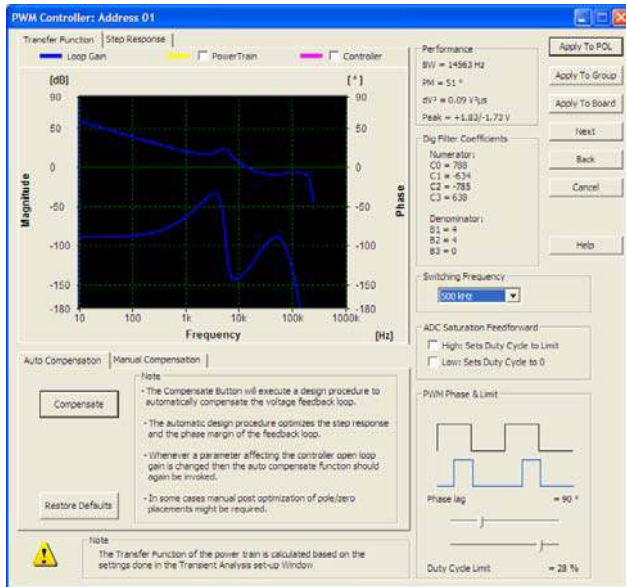 PWM Controller: Address 01
Transfer Function
Step Response
Loop Gain
PowerTrain
Controller
[dB]
[°]
90
90
50
50
0
0
-50
-50
-100
-100
-150
-150
-180
-180
Magnitude
Phase
10
100
1k
10k
100k
1000k
Frequency
[Hz]
Performance
BW = 14563 Hz
PM = 51 °
dV² = 0.09 V²µs
Peak = +1.83/-1.73 V
Dig Filter Coefficients
Numerator:
C0 = 788
C1 = -634
C2 = -785
C3 = 638
Denominator:
B1 = 4
B2 = 4
B3 = 0
Apply To POL
Apply To Group
Apply To Board
Next
Back
Cancel
Help
Switching Frequency
500 kHz
ADC Saturation Feedforward
High: Sets Duty Cycle to Limit
Low: Sets Duty Cycle to 0
PWM Phase & Limit
Phase lag = 90 °
Duty Cycle Limit = 28 %
Auto Compensation
Manual Compensation
Compensate
Restore Defaults
Note
- The Compensate Button will execute a design procedure to
automatically compensate the voltage feedback loop.
- The automatic design procedure optimizes the step response
and the phase margin of the feedback loop.
- Whenever a parameter affecting the controller open loop
gain is changed then the auto compensate function should
again be invoked.
- In some cases manual post optimization of pole/zero
placements might be required.
Note
The Transfer Function of the power train is calculated based on the
settings done in the Transient Analysis set-up Window